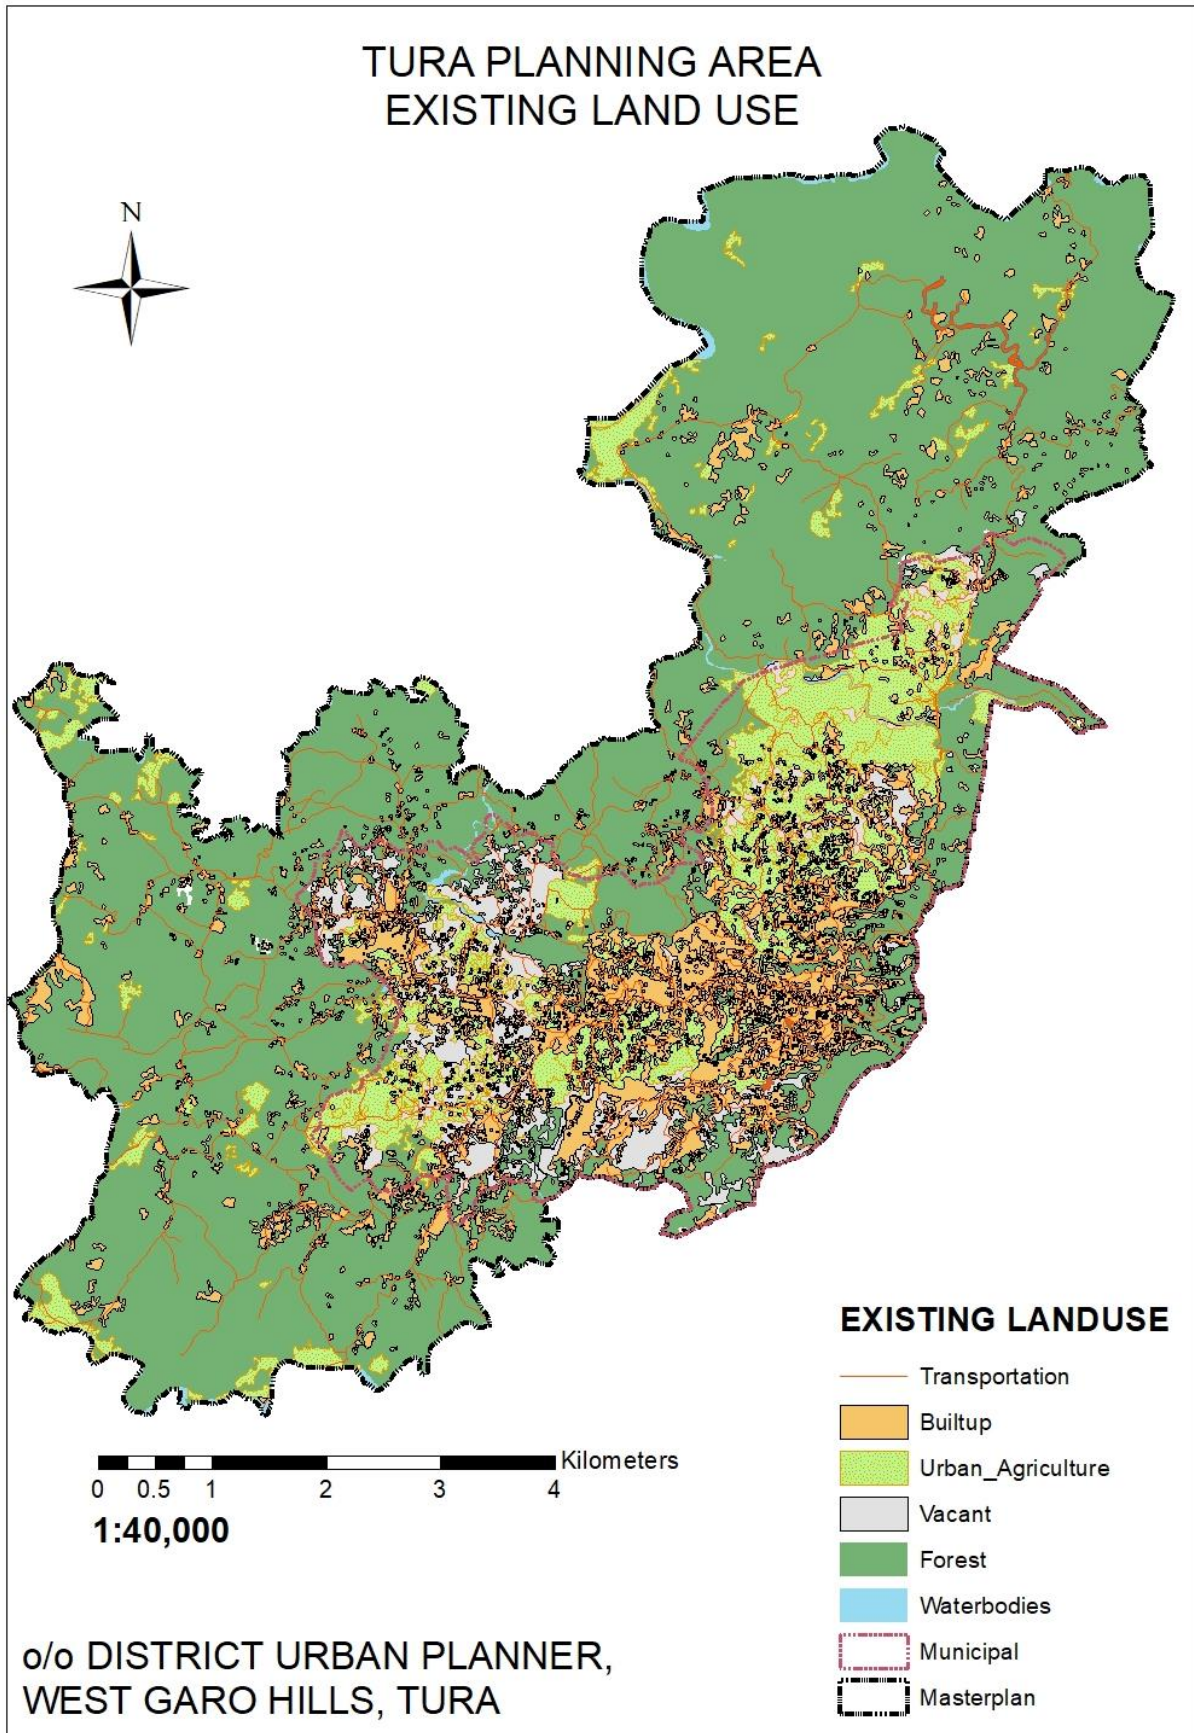 TURA PLANNING AREA
EXISTING LAND USE
N
EXISTING LANDUSE
Transportation
Builtup
Urban_Agriculture
Vacant
Forest
Waterbodies
Municipal
Masterplan
Kilometers
0 0.5 1 2 3 4
1:40,000
o/o DISTRICT URBAN PLANNER,
WEST GARO HILLS, TURA